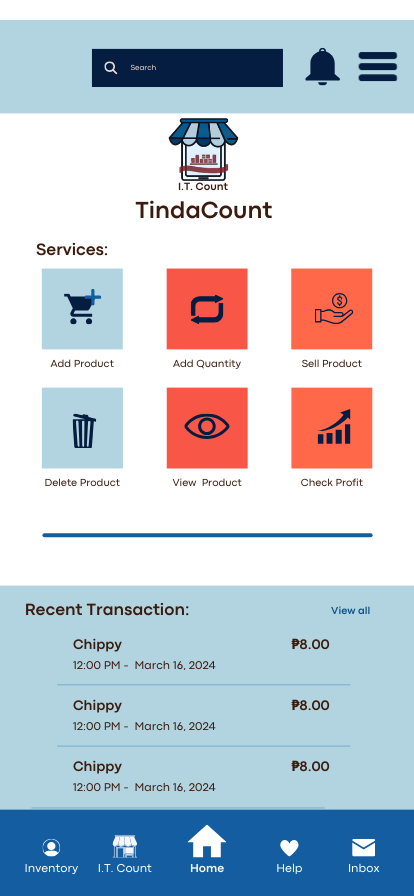 Search
I.T. Count
TindaCount
Services:
Add Product
Add Quantity
Sell Product
Delete Product
View Product
Check Profit
Recent Transaction:
View all
Chippy
₱8.00
12:00 PM - March 16, 2024
Chippy
₱8.00
12:00 PM - March 16, 2024
Chippy
₱8.00
12:00 PM - March 16, 2024
Inventory
I.T. Count
Home
Help
Inbox